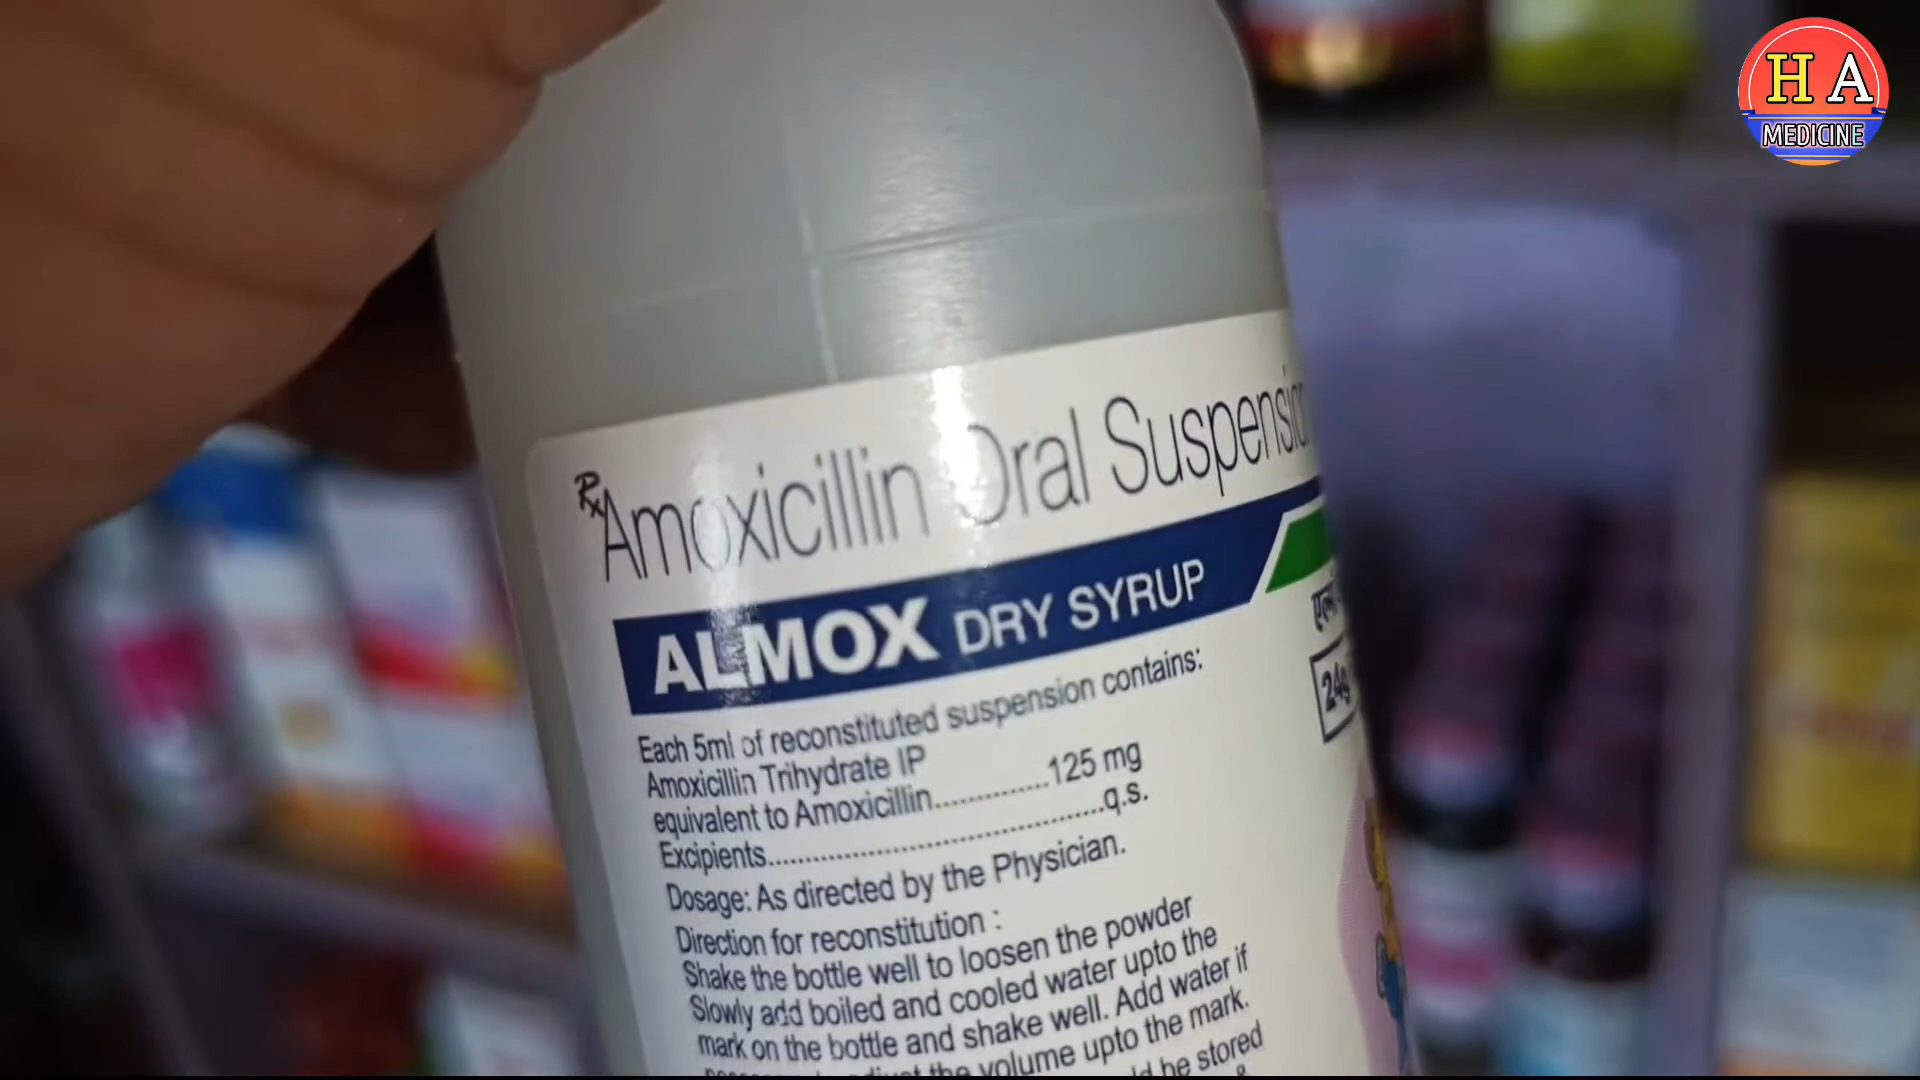 H A
MEDICINE
Rx
Amoxicillin Oral Suspension
ALMOX DRY SYRUP
Each 5ml of reconstituted suspension contains:
Amoxicillin Trihydrate IP
equivalent to Amoxicillin..............125 mg
Excipients........................................q.s.
Dosage: As directed by the Physician.
Direction for reconstitution :
Shake the bottle well to loosen the powder
Slowly add boiled and cooled water upto the
mark on the bottle and shake well. Add water if
the volume upto the mark.
be stored
&